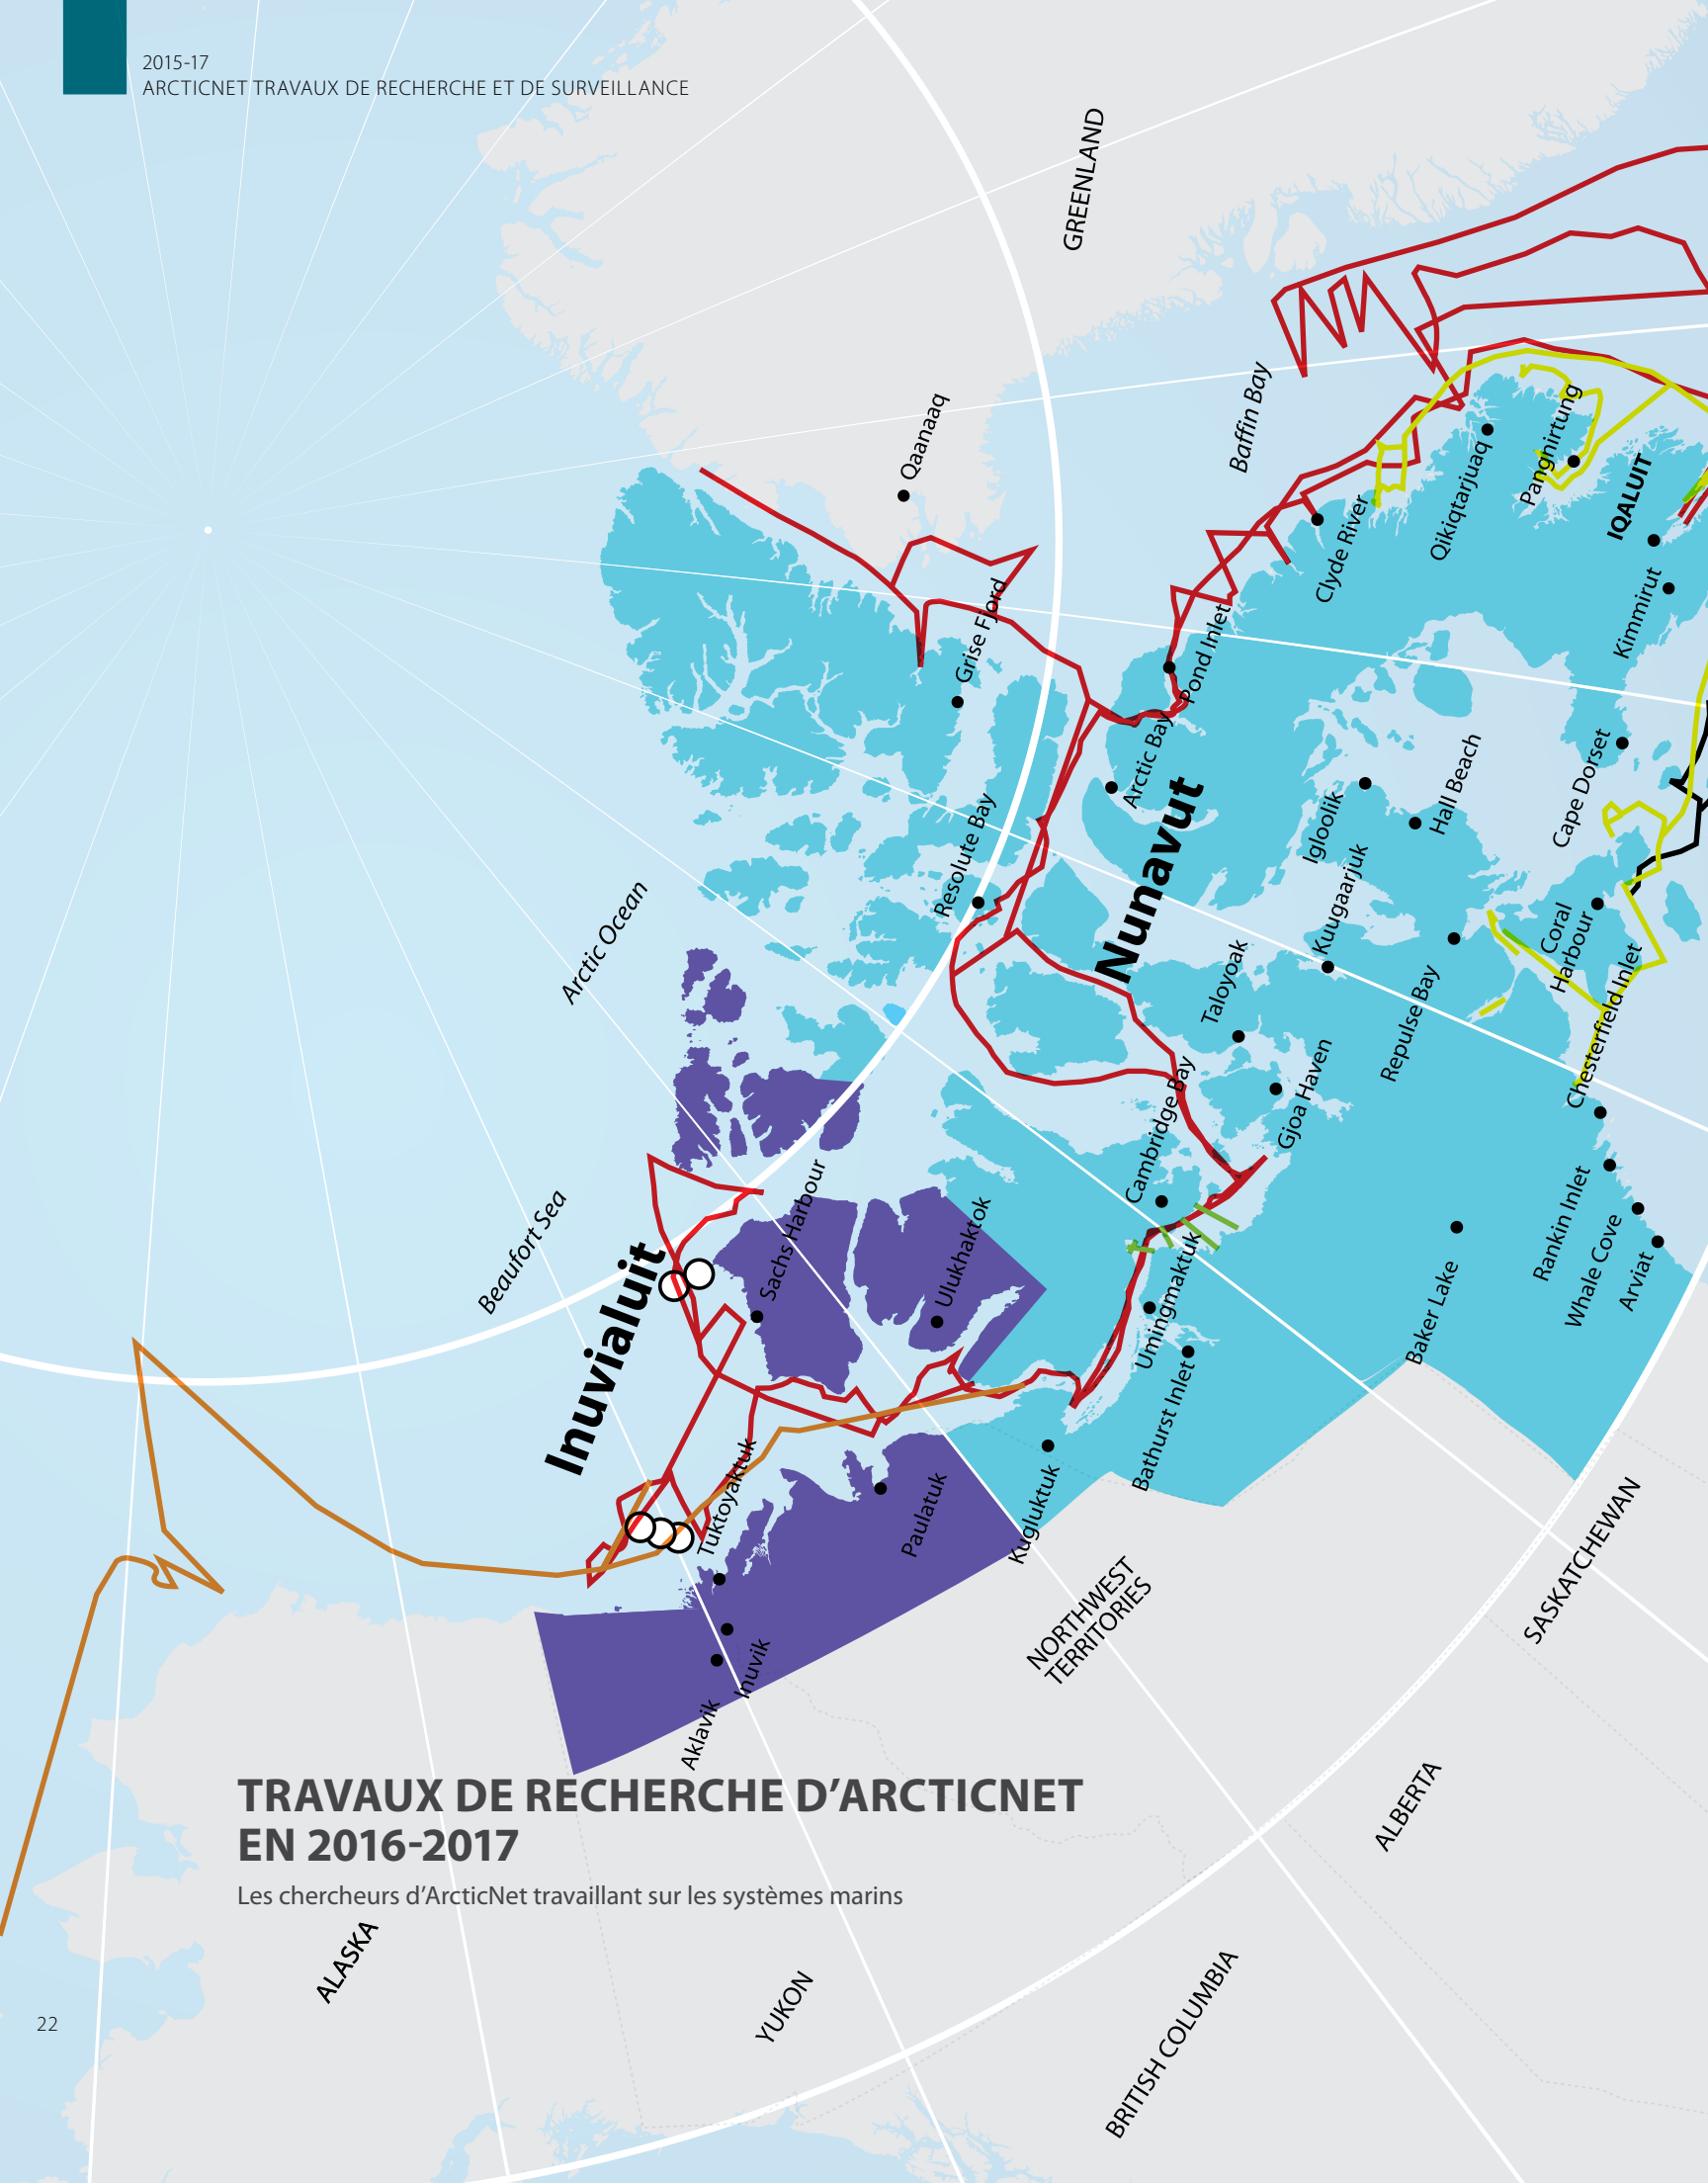 2015-17
ARCTICNET TRAVAUX DE RECHERCHE ET DE SURVEILLANCE
GREENLAND
Baffin Bay
Qaanaaq
Pangnirtung
Qikiqtarjuaq
IQALUIT
Clyde River
Kimmirut
Grise Fjord
Pond Inlet
Arctic Bay
Cape Dorset
Hall Beach
Igloolik
Resolute Bay
Nunavut
Kuugaarjuk
Arctic Ocean
Coral
Harbour
Taloyoak
Repulse Bay
Chesterfield Inlet
Gjoa Haven
Cambridge Bay
Rankin Inlet
Whale Cove
Arviat
Baker Lake
Beaufort Sea
Sachs Harbour
Ulukhaktok
Umingmaktuk
Inuvialuit
Bathurst Inlet
Tuktoyaktuk
Paulatuk
Kugluktuk
Inuvik
Aklavik
NORTHWEST
TERRITORIES
SASKATCHEWAN
TRAVAUX DE RECHERCHE D’ARCTICNET
EN 2016-2017
Les chercheurs d’ArcticNet travaillant sur les systèmes marins
ALBERTA
ALASKA
YUKON
BRITISH COLUMBIA
22